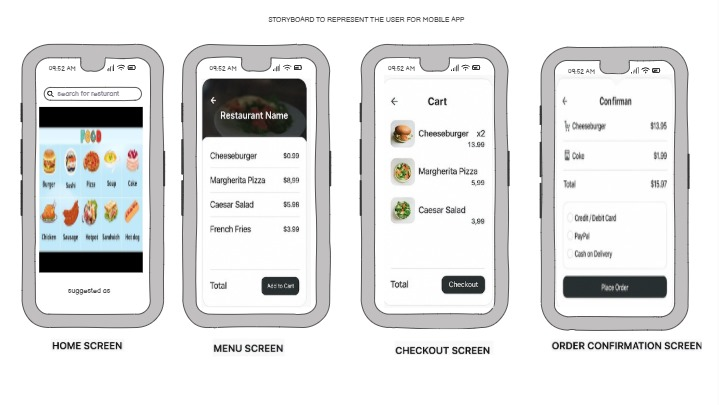 STORYBOARD TO REPRESENT THE USER FOR MOBILE APP
09:52 AM
search for resturant
FOOD
Burger Sushi Pizza Soup Cake
Chicken Sausage Hotpot Sandwich Hot dog
suggested as
HOME SCREEN
09:52 AM
Restaurant Name
Cheeseburger $0.99
Margherita Pizza $8,99
Caesar Salad $5.98
French Fries $3.99
Total Add to Cart
MENU SCREEN
09:52 AM
Cart
Cheeseburger x2
13.99
Margherita Pizza
5,99
Caesar Salad
3,99
Total Checkout
CHECKOUT SCREEN
09:52 AM
Confirman
Cheeseburger $13.95
Coke $1,99
Total $15.97
Credit / Debit Card
PayPal
Cash on Delivery
Place Order
ORDER CONFIRMATION SCREEN